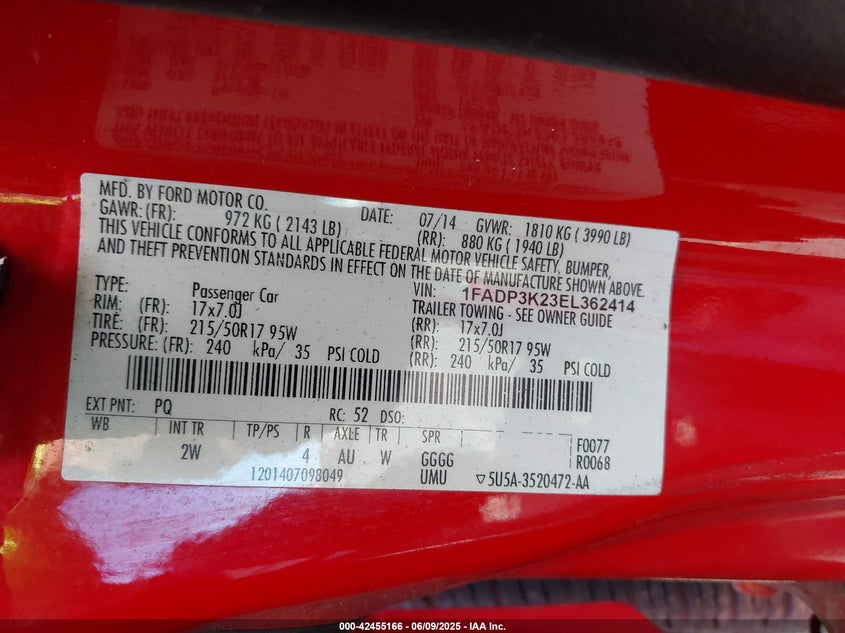 MFD. BY FORD MOTOR CO.
DATE: 07/14 GVWR: 1810 KG ( 3990 LB)
GAWR: (FR): 972 KG ( 2143 LB) (RR): 880 KG ( 1940 LB)
THIS VEHICLE CONFORMS TO ALL APPLICABLE FEDERAL MOTOR VEHICLE SAFETY, BUMPER,
AND THEFT PREVENTION STANDARDS IN EFFECT ON THE DATE OF MANUFACTURE SHOWN ABOVE.
VIN: 1FADP3K23EL362414
TYPE: Passenger Car TRAILER TOWING - SEE OWNER GUIDE
RIM: (FR): 17x7.0J (RR): 17x7.0J
TIRE: (FR): 215/50R17 95W (RR): 215/50R17 95W
PRESSURE: (FR): 240 kPa/ 35 PSI COLD (RR): 240 kPa/ 35 PSI COLD
EXT PNT: PQ RC: 52 DSO:
WB INT TR TP/PS R AXLE TR SPR F0077
2W 4 AU W GGGG R0068
1201407098049 UMU ▽5U5A-3520472-AA
000-42455166 - 06/09/2025 - IAA Inc.